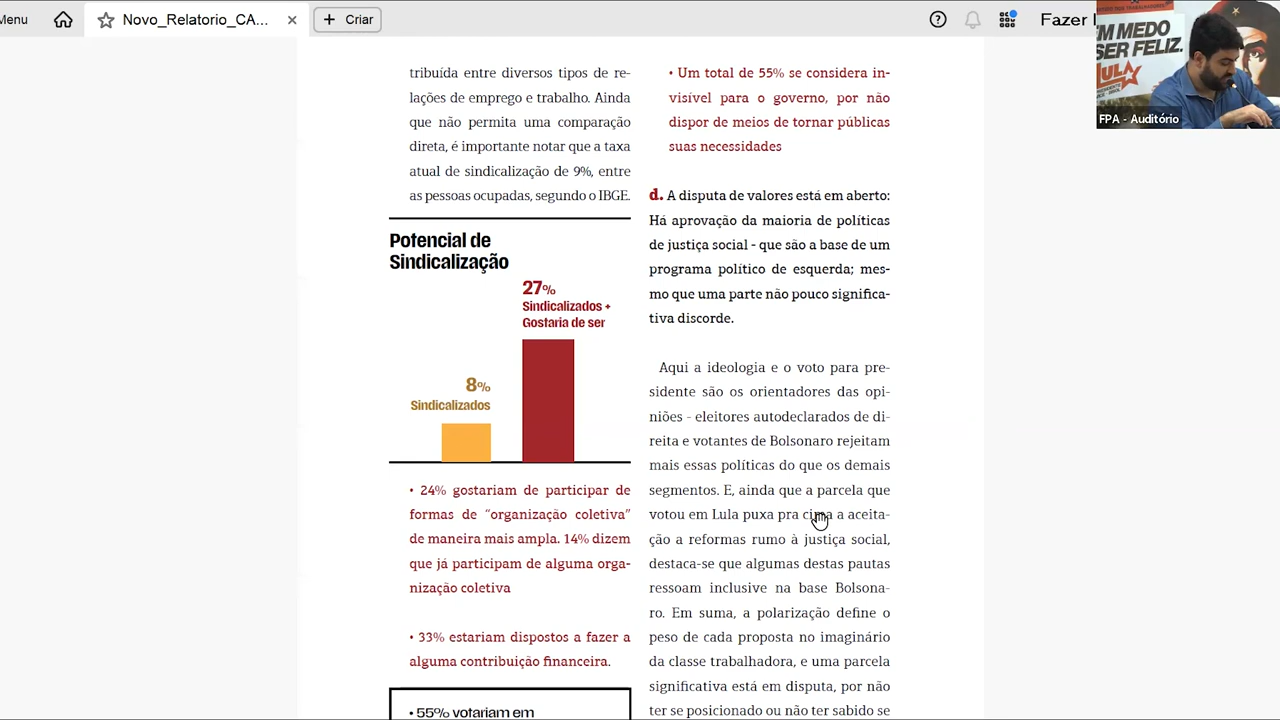 Menu
Novo_Relatorio_CA...
Criar
Fazer
EM MEDO
SER FELIZ.
LULA
FPA - Auditório
tribuída entre diversos tipos de re-
lações de emprego e trabalho. Ainda
que não permita uma comparação
direta, é importante notar que a taxa
atual de sindicalização de 9%, entre
as pessoas ocupadas, segundo o IBGE.
Potencial de
Sindicalização
27%
Sindicalizados +
Gostaria de ser
8%
Sindicalizados
• 24% gostariam de participar de
formas de “organização coletiva”
de maneira mais ampla. 14% dizem
que já participam de alguma orga-
nização coletiva
• 33% estariam dispostos a fazer a
alguma contribuição financeira.
• 55% votariam em
• Um total de 55% se considera in-
visível para o governo, por não
dispor de meios de tornar públicas
suas necessidades
d. A disputa de valores está em aberto:
Há aprovação da maioria de políticas
de justiça social - que são a base de um
programa político de esquerda; mes-
mo que uma parte não pouco significa-
tiva discorde.
Aqui a ideologia e o voto para pre-
sidente são os orientadores das opi-
niões - eleitores autodeclarados de di-
reita e votantes de Bolsonaro rejeitam
mais essas políticas do que os demais
segmentos. E, ainda que a parcela que
votou em Lula puxa pra cima a aceita-
ção a reformas rumo à justiça social,
destaca-se que algumas destas pautas
ressoam inclusive na base Bolsona-
ro. Em suma, a polarização define o
peso de cada proposta no imaginário
da classe trabalhadora, e uma parcela
significativa está em disputa, por não
ter se posicionado ou não ter sabido se